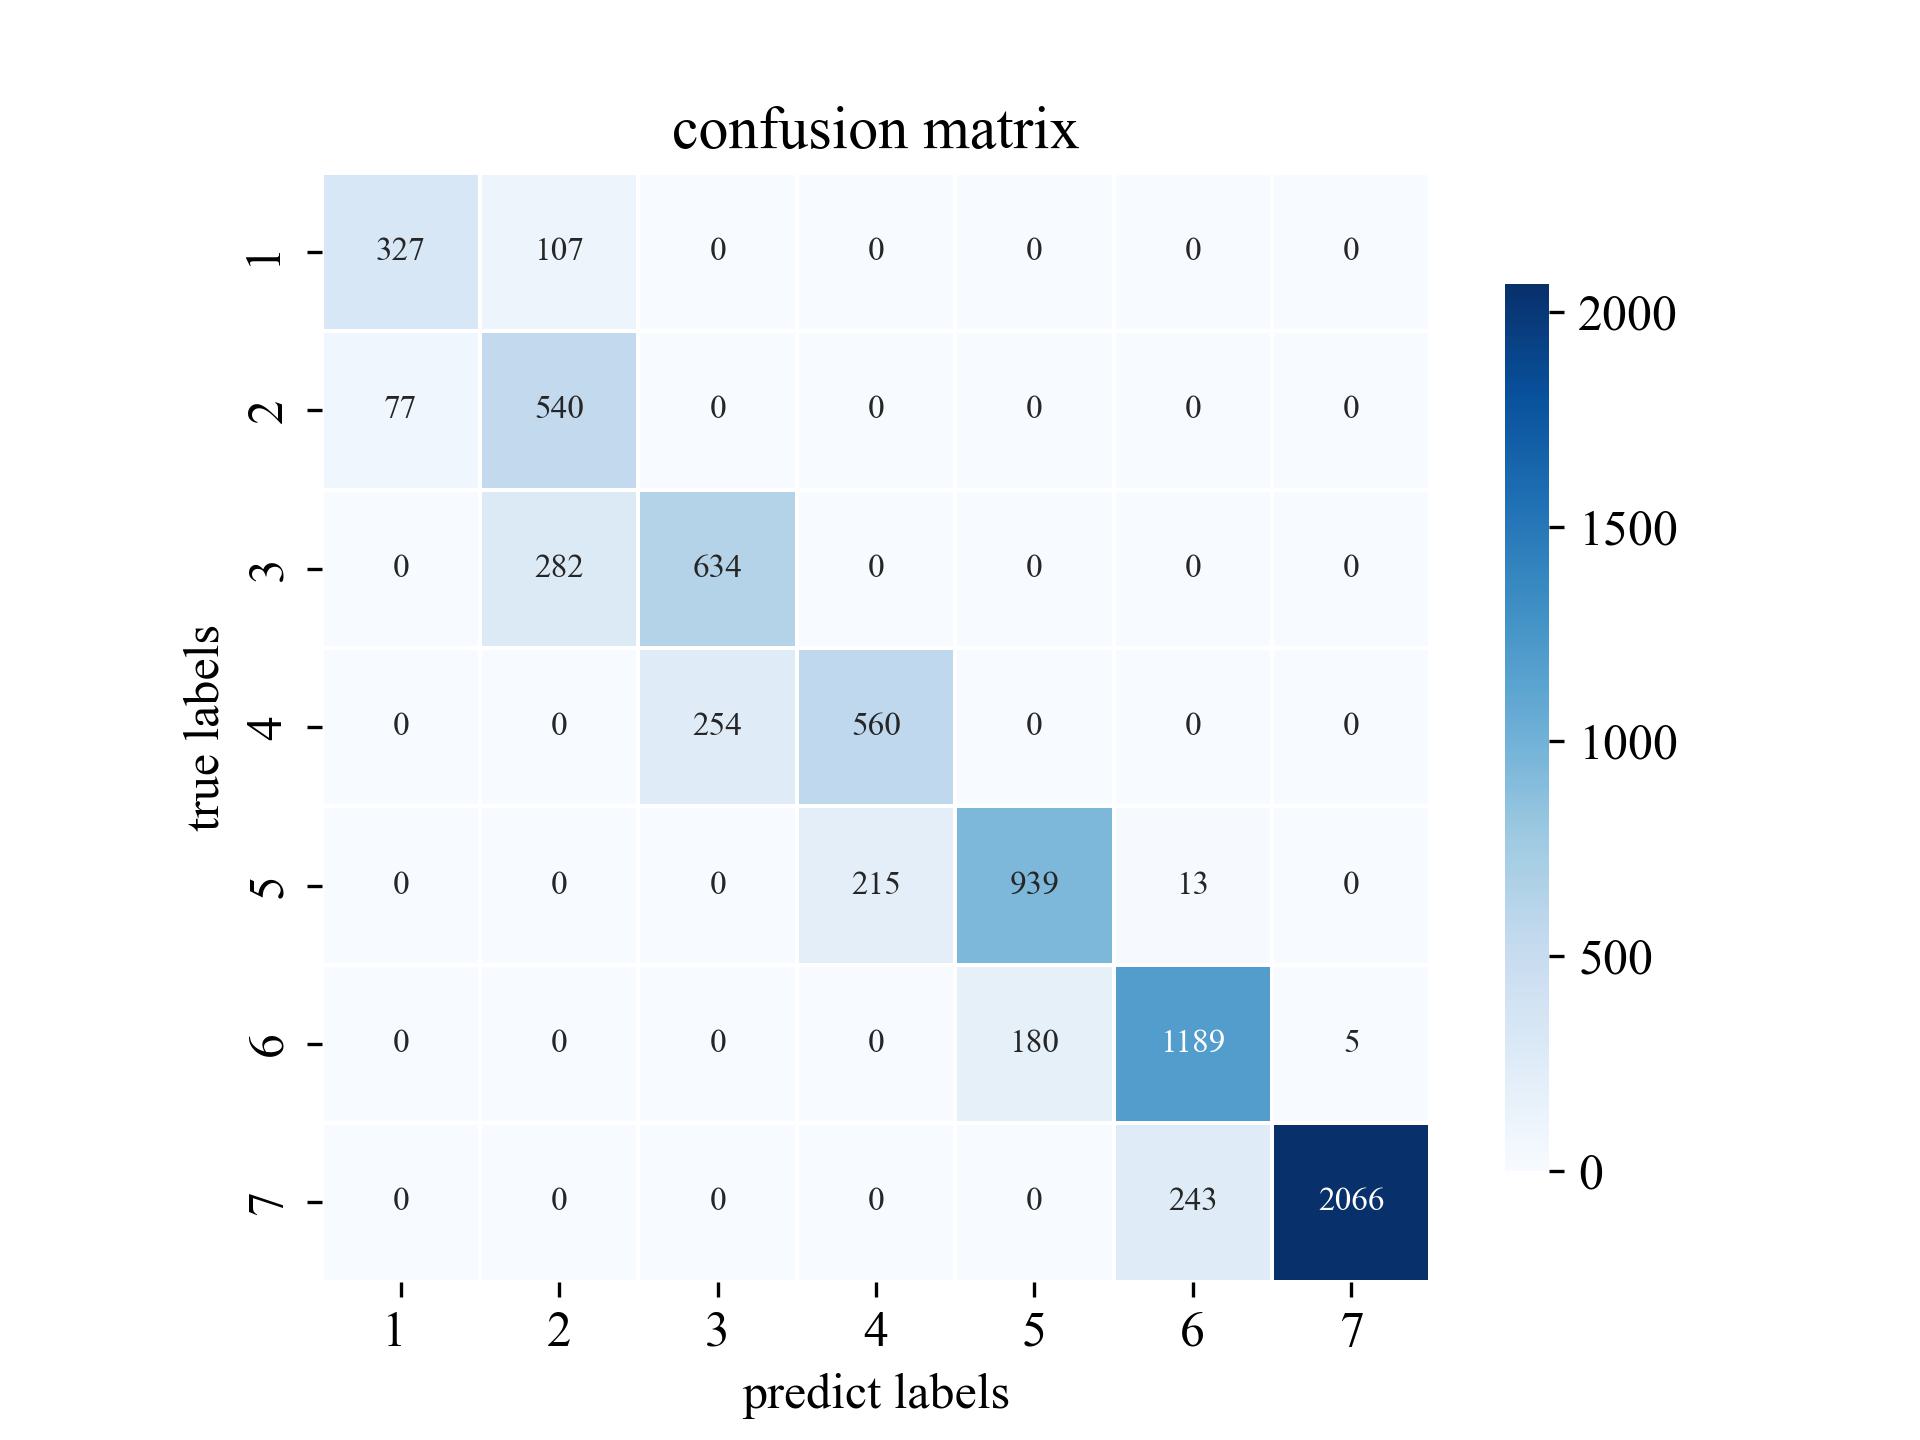 confusion matrix
true labels
1 327 107 0 0 0 0 0
2 77 540 0 0 0 0 0
3 0 282 634 0 0 0 0
4 0 0 254 560 0 0 0
5 0 0 0 215 939 13 0
6 0 0 0 0 180 1189 5
7 0 0 0 0 0 243 2066
1 2 3 4 5 6 7
predict labels
2000
1500
1000
500
0